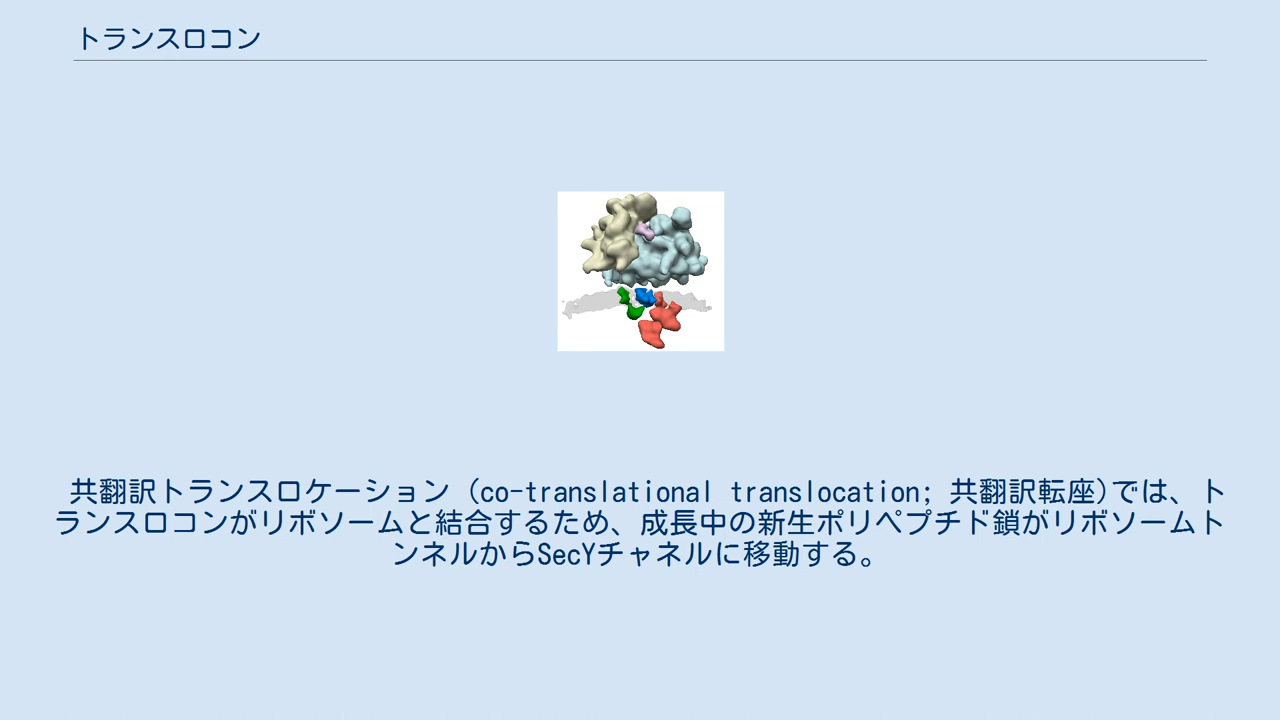 トランスロコン
共翻訳トランスロケーション (co-translational translocation; 共翻訳転座)では、ト
ランスロコンがリボソームと結合するため、成長中の新生ポリペプチド鎖がリボソームト
ンネルからSecYチャネルに移動する。